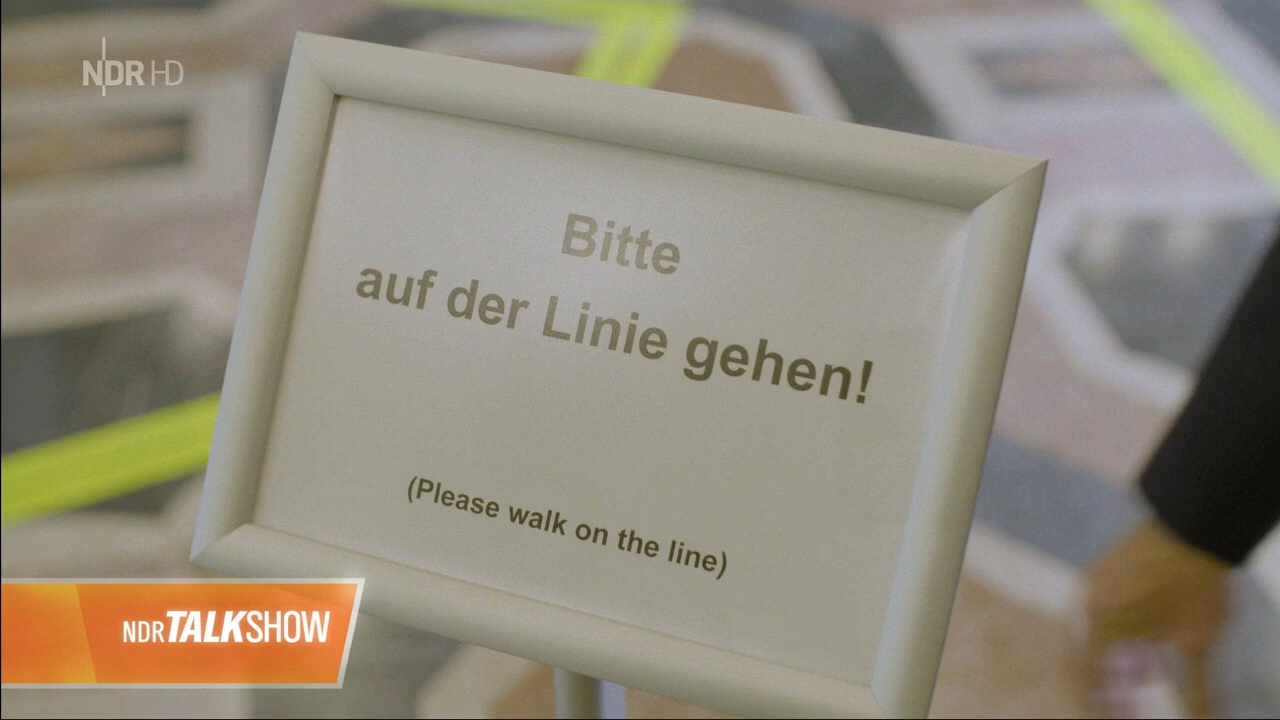 NDR HD
Bitte
auf der Linie gehen!
(Please walk on the line)
NDR TALKSHOW